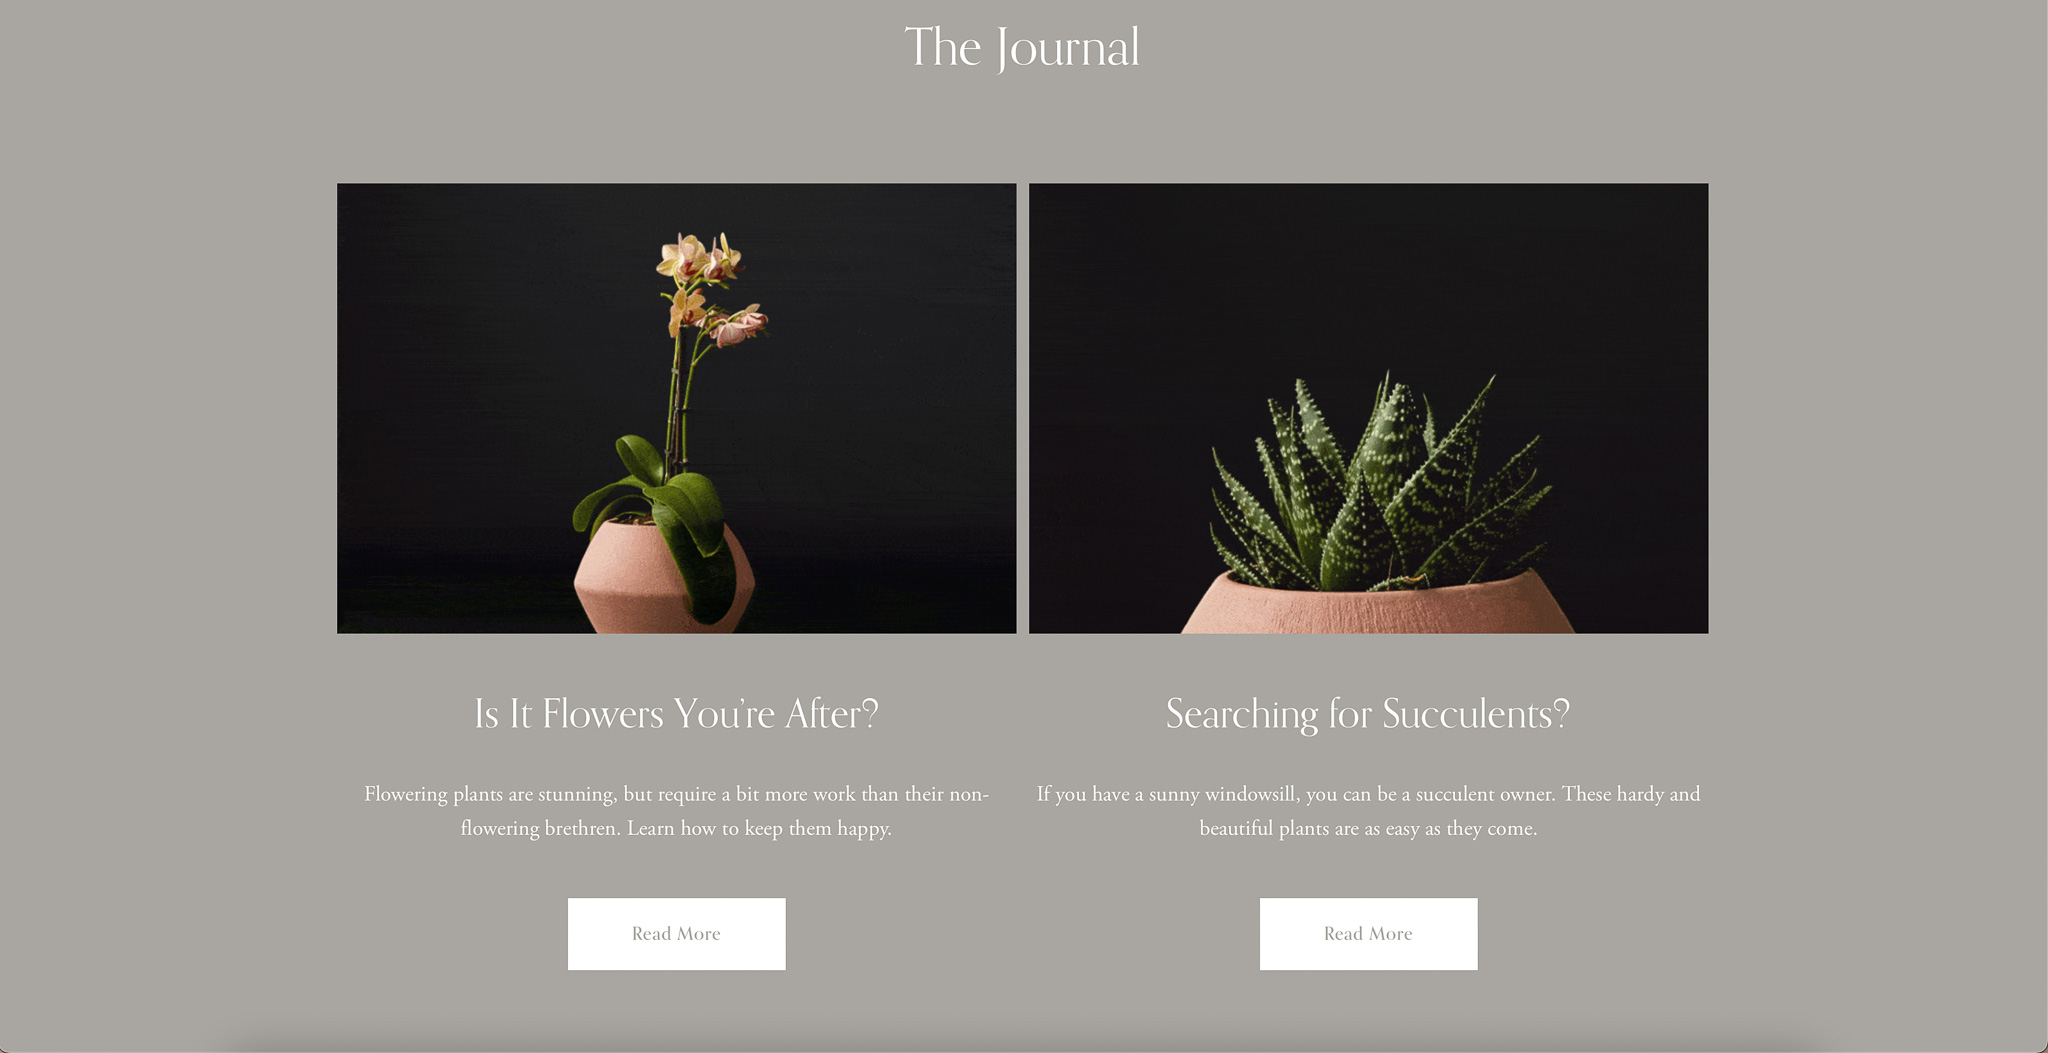 The Journal
Is It Flowers You’re After?
Flowering plants are stunning, but require a bit more work than their non-
flowering brethren. Learn how to keep them happy.
Read More
Searching for Succulents?
If you have a sunny windowsill, you can be a succulent owner. These hardy and
beautiful plants are as easy as they come.
Read More